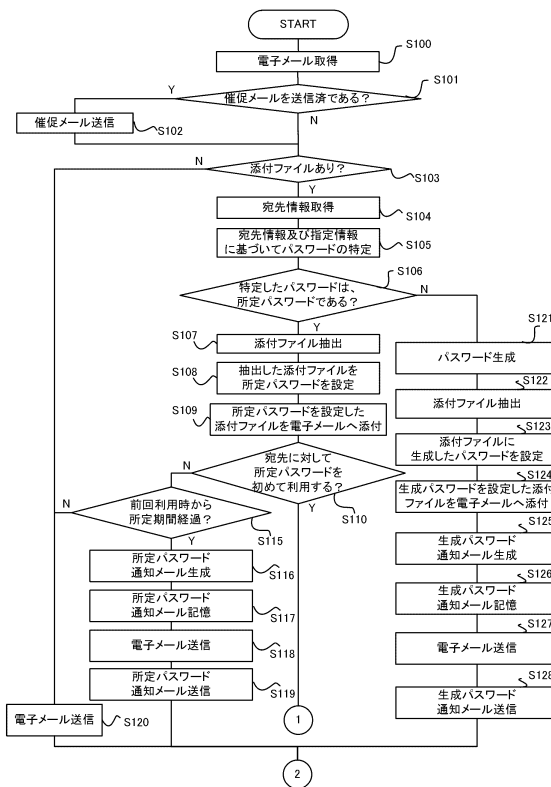 START
電子メール取得
S100
催促メールを送信済である？
S101
Y
N
催促メール送信
S102
添付ファイルあり？
S103
N
Y
宛先情報取得
S104
宛先情報及び指定情報
に基づいてパスワードの特定
S105
特定したパスワードは、
所定パスワードである？
S106
N
Y
S107
添付ファイル抽出
S108
抽出した添付ファイルを
所定パスワードを設定
S109
所定パスワードを設定した
添付ファイルを電子メールへ添付
宛先に対して
所定パスワードを
初めて利用する？
S110
N
Y
前回利用時から
所定期間経過？
S115
N
Y
所定パスワード
通知メール生成
S116
所定パスワード
通知メール記憶
S117
電子メール送信
S118
所定パスワード
通知メール送信
S119
電子メール送信
S120
S121
パスワード生成
S122
添付ファイル抽出
S123
添付ファイルに
生成したパスワードを設定
S124
生成パスワードを設定した添付
ファイルを電子メールへ添付
S125
生成パスワード
通知メール生成
S126
生成パスワード
通知メール記憶
S127
電子メール送信
S128
生成パスワード
通知メール送信
1
2